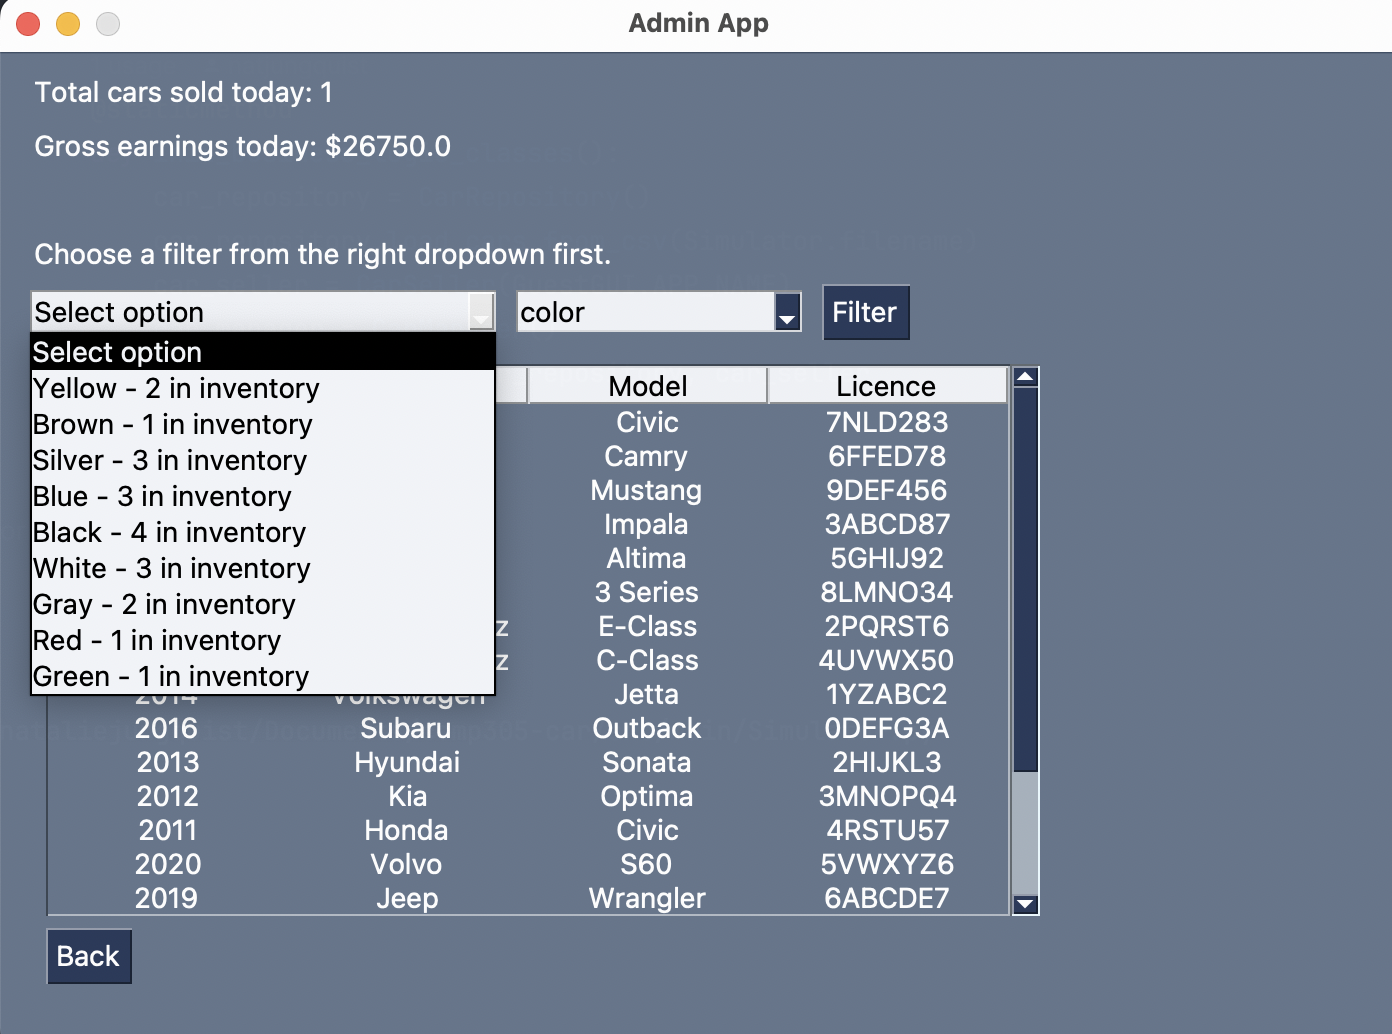 Admin App
Total cars sold today: 1
Gross earnings today: $26750.0
Choose a filter from the right dropdown first.
Select option color Filter
Select option
Yellow - 2 in inventory
Brown - 1 in inventory
Silver - 3 in inventory
Blue - 3 in inventory
Black - 4 in inventory
White - 3 in inventory
Gray - 2 in inventory
Red - 1 in inventory
Green - 1 in inventory
Model Licence
Civic 7NLD283
Camry 6FFED78
Mustang 9DEF456
Impala 3ABCD87
Altima 5GHIJ92
3 Series 8LMNO34
z E-Class 2PQRST6
z C-Class 4UVWX50
2014 Volkswagen Jetta 1YZABC2
2016 Subaru Outback 0DEFG3A
2013 Hyundai Sonata 2HIJKL3
2012 Kia Optima 3MNOPQ4
2011 Honda Civic 4RSTU57
2020 Volvo S60 5VWXYZ6
2019 Jeep Wrangler 6ABCDE7
Back